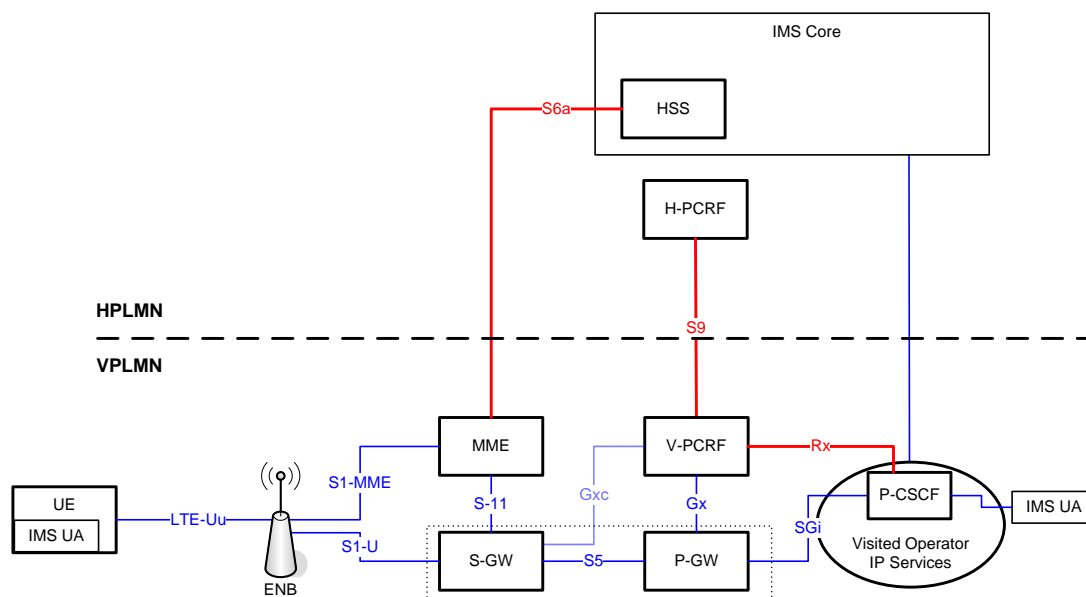 IMS Core
S6a
HSS
H-PCRF
HPLMN
S9
VPLMN
MME
V-PCRF
Rx
S1-MME
S-11
Gxc
Gx
P-CSCF
UE
IMS UA
LTE-Uu
IMS UA
SGi
S1-U
S-GW
S5
P-GW
Visited Operator
IP Services
ENB